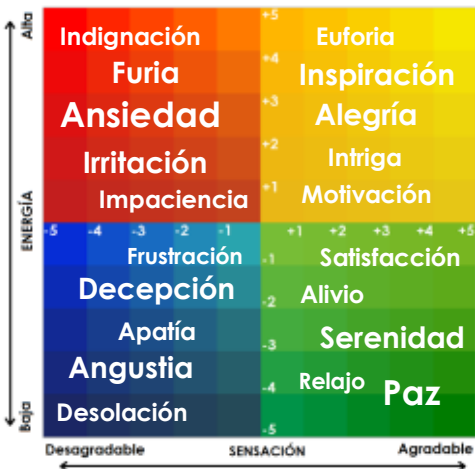 Alta
ENERGÍA
Baja
Indignación
Furia
Ansiedad
Irritación
Impaciencia
+5
+4
+3
+2
+1
Euforia
Inspiración
Alegría
Intriga
Motivación
-5 -4 -3 -2 -1
+1 +2 +3 +4 +5
Frustración
Decepción
Apatía
Angustia
Desolación
-1
-2
-3
-4
-5
Satisfacción
Alivio
Serenidad
Relajo
Paz
Desagradable SENSACIÓN Agradable